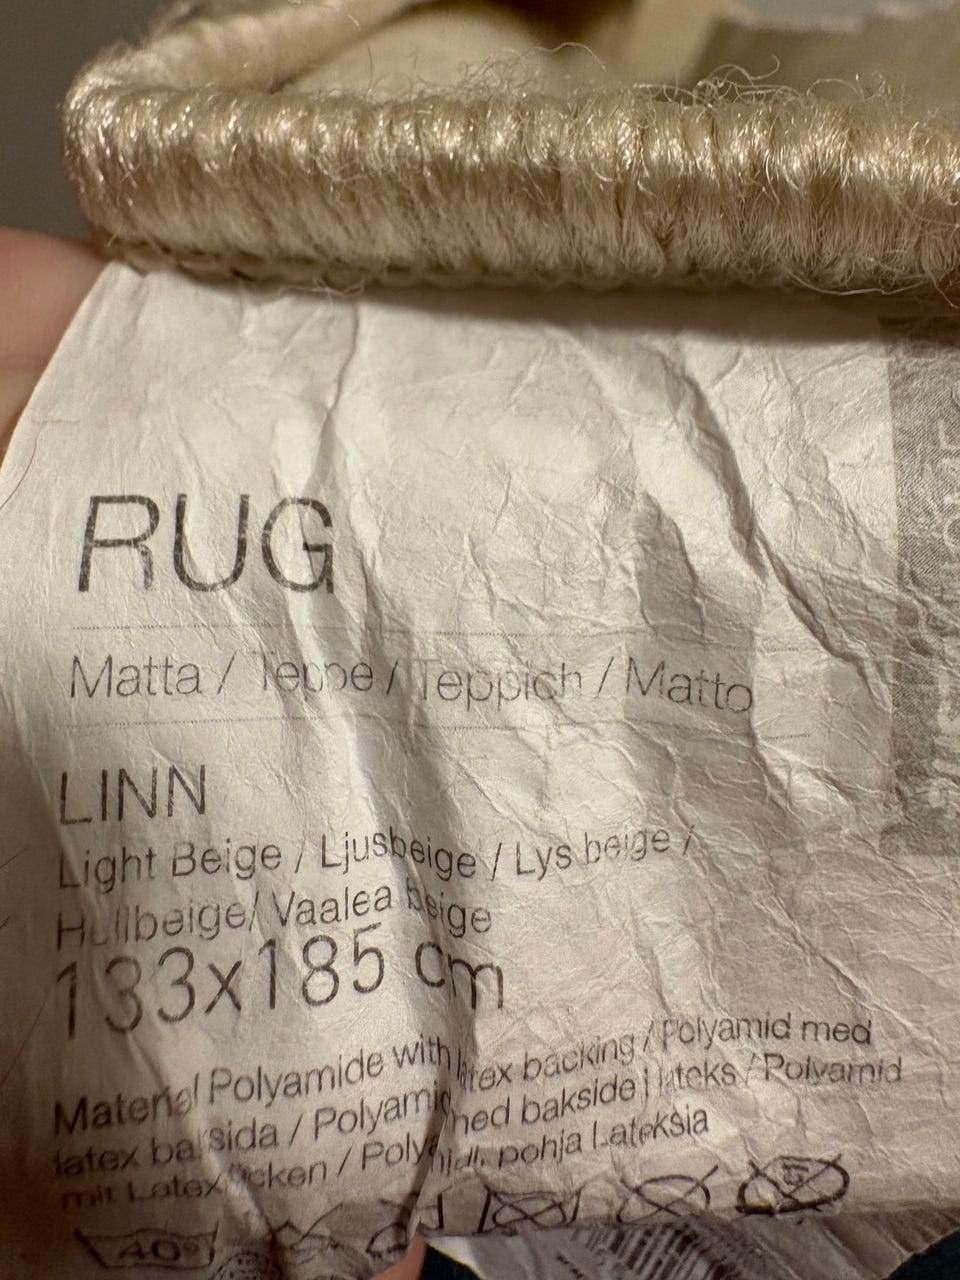 RUG
Matta / Teppe / Teppich / Matto
LINN
Light Beige / Ljusbeige / Lys beige /
Hellbeige/ Vaalea beige
133x185 cm
Material Polyamide with latex backing / Polyamid med
latex baksida / Polyamid med bakside i lateks / Polyamid
mit Latexrücken / Polyamidi, pohja Lateksia
40°